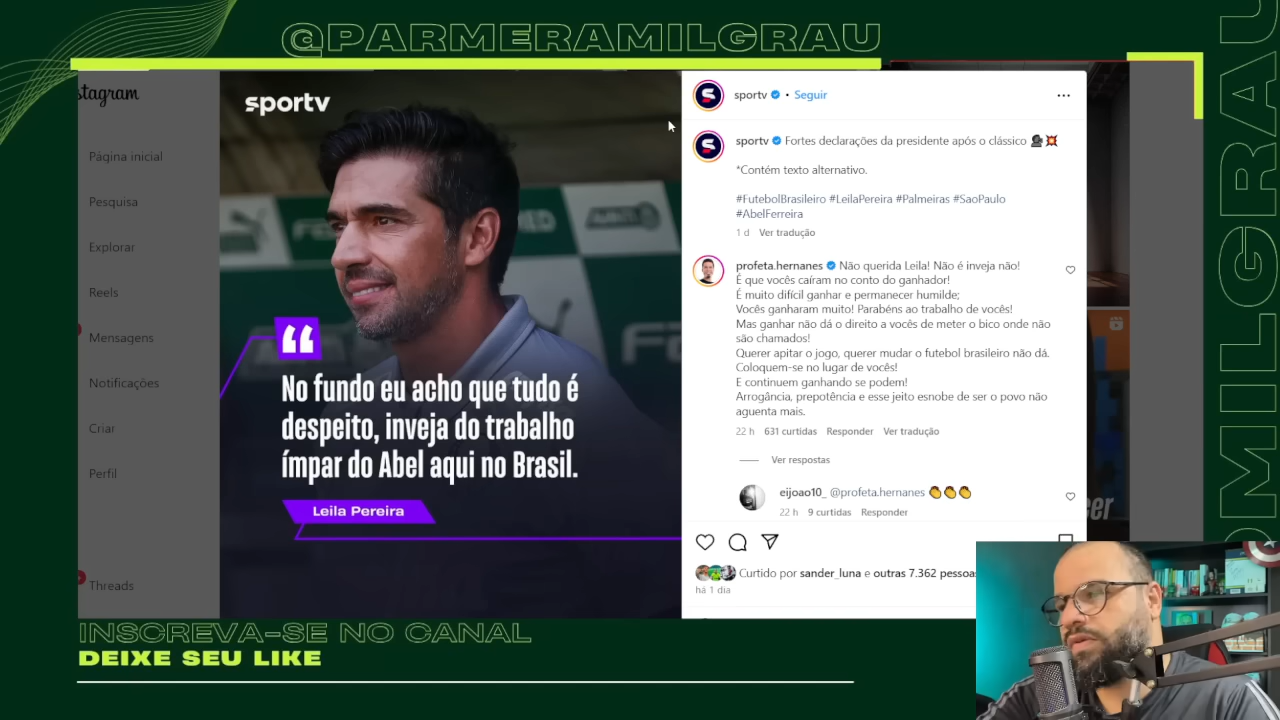 @PARMERAMILGRAU
stagram
Página inicial
Pesquisa
Explorar
Reels
Mensagens
Notificações
Criar
Perfil
Threads
sportv
No fundo eu acho que tudo é
despeito, inveja do trabalho
ímpar do Abel aqui no Brasil.
Leila Pereira
sportv • Seguir
sportv Fortes declarações da presidente após o clássico
*Contém texto alternativo.
#FutebolBrasileiro #LeilaPereira #Palmeiras #SaoPaulo
#AbelFerreira
1 d Ver tradução
profeta.hernanes Não querida Leila! Não é inveja não!
É que vocês caíram no conto do ganhador!
É muito difícil ganhar e permanecer humilde;
Vocês ganharam muito! Parabéns ao trabalho de vocês!
Mas ganhar não dá o direito a vocês de meter o bico onde não
são chamados!
Querer apitar o jogo, querer mudar o futebol brasileiro não dá.
Coloquem-se no lugar de vocês!
E continuem ganhando se podem!
Arrogância, prepotência e esse jeito esnobe de ser o povo não
aguenta mais.
22 h 631 curtidas Responder Ver tradução
Ver respostas
eijoao10_ @profeta.hernanes 👏👏👏
22 h 9 curtidas Responder
Curtido por sander_luna e outras 7.362 pessoas
há 1 dia
INSCREVA-SE NO CANAL
DEIXE SEU LIKE
OMILGRAU